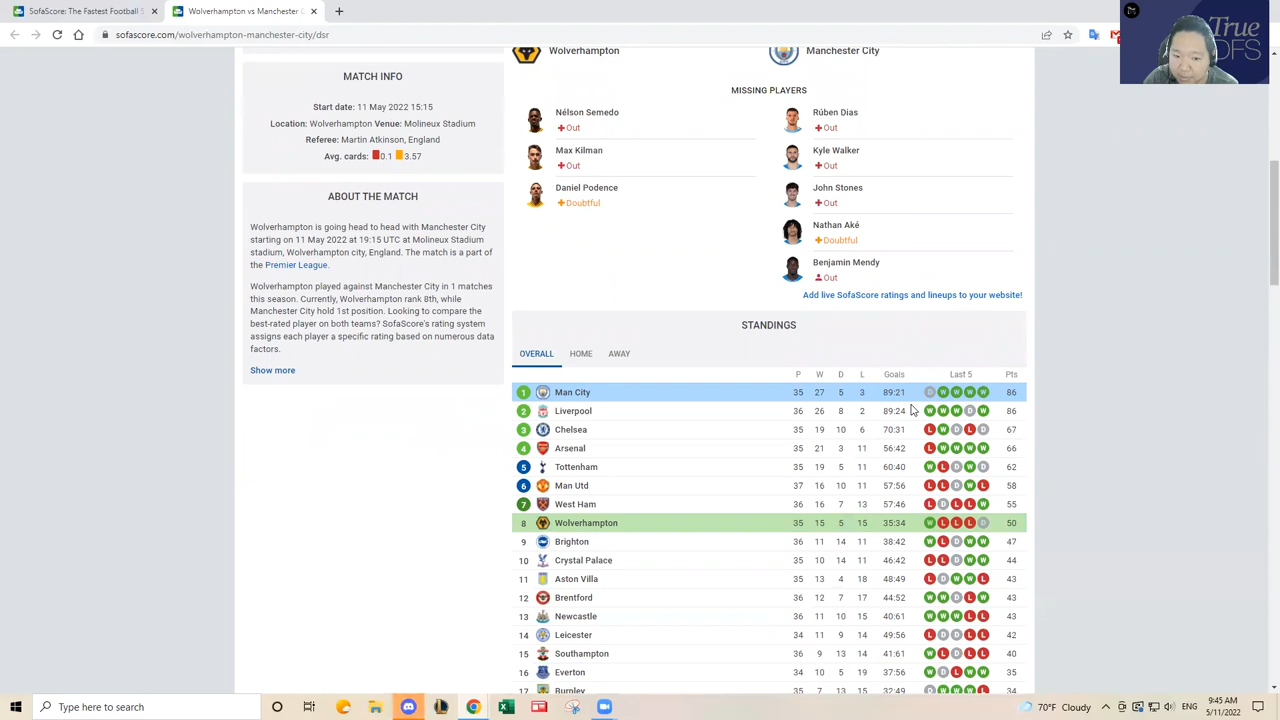 SofaScore: The Fastest Football S
Wolverhampton vs Manchester C
sofascore.com/wolverhampton-manchester-city/dsr
True
DFS
Wolverhampton
Manchester City
MATCH INFO
Start date: 11 May 2022 15:15
Location: Wolverhampton Venue: Molineux Stadium
Referee: Martin Atkinson, England
Avg. cards: 0.1 3.57
ABOUT THE MATCH
Wolverhampton is going head to head with Manchester City
starting on 11 May 2022 at 19:15 UTC at Molineux Stadium
stadium, Wolverhampton city, England. The match is a part of
the Premier League.
Wolverhampton played against Manchester City in 1 matches
this season. Currently, Wolverhampton rank 8th, while
Manchester City hold 1st position. Looking to compare the
best-rated player on both teams? SofaScore's rating system
assigns each player a specific rating based on numerous data
factors.
Show more
MISSING PLAYERS
Nélson Semedo
Out
Max Kilman
Out
Daniel Podence
Doubtful
Rúben Dias
Out
Kyle Walker
Out
John Stones
Out
Nathan Aké
Doubtful
Benjamin Mendy
Out
Add live SofaScore ratings and lineups to your website!
STANDINGS
OVERALL HOME AWAY
P W D L Goals Last 5 Pts
1 Man City 35 27 5 3 89:21 D W W W W 86
2 Liverpool 36 26 8 2 89:24 W W W D W 86
3 Chelsea 35 19 10 6 70:31 L W D L D 67
4 Arsenal 35 21 3 11 56:42 L W W W W 66
5 Tottenham 35 19 5 11 60:40 W L D W D 62
6 Man Utd 37 16 10 11 57:56 L L D W L 58
7 West Ham 36 16 7 13 57:46 L D L L W 55
8 Wolverhampton 35 15 5 15 35:34 W L L L D 50
9 Brighton 36 11 14 11 38:42 W L D W W 47
10 Crystal Palace 35 10 14 11 46:42 L L D W W 44
11 Aston Villa 35 13 4 18 48:49 L D W W L 43
12 Brentford 36 12 7 17 44:52 W W D L W 43
13 Newcastle 36 11 10 15 40:61 W W W L L 43
14 Leicester 34 11 9 14 49:56 L D D L L 42
15 Southampton 36 9 13 14 41:61 W L D L L 40
16 Everton 34 10 5 19 37:56 W D L W W 35
17 Burnley 35 7 13 15 32:49 D W W W L 34
Type here to search
70°F Cloudy
9:45 AM
5/11/2022